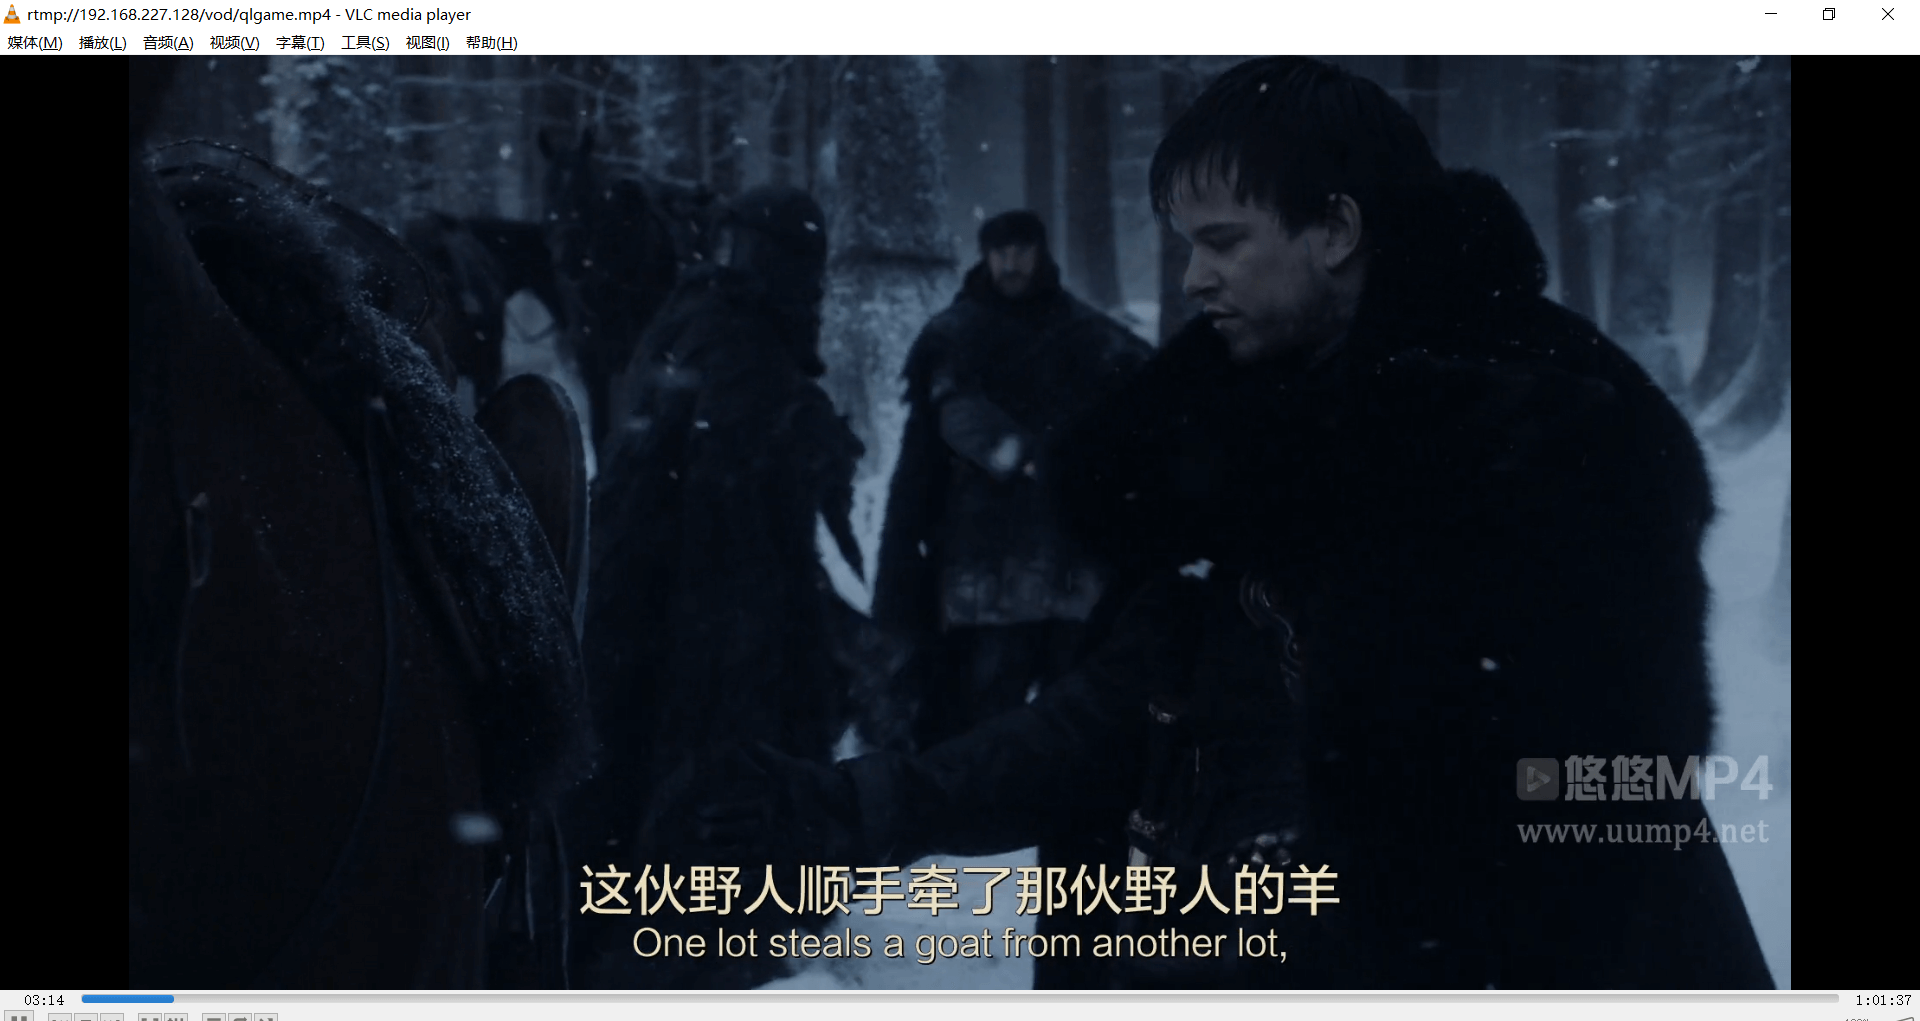 rtmp://192.168.227.128/vod/qlgame.mp4 - VLC media player
媒体(M) 播放(L) 音频(A) 视频(V) 字幕(T) 工具(S) 视图(I) 帮助(H)
悠悠MP4
www.uump4.net
这伙野人顺手牵了那伙野人的羊
One lot steals a goat from another lot,
03:14 1:01:37